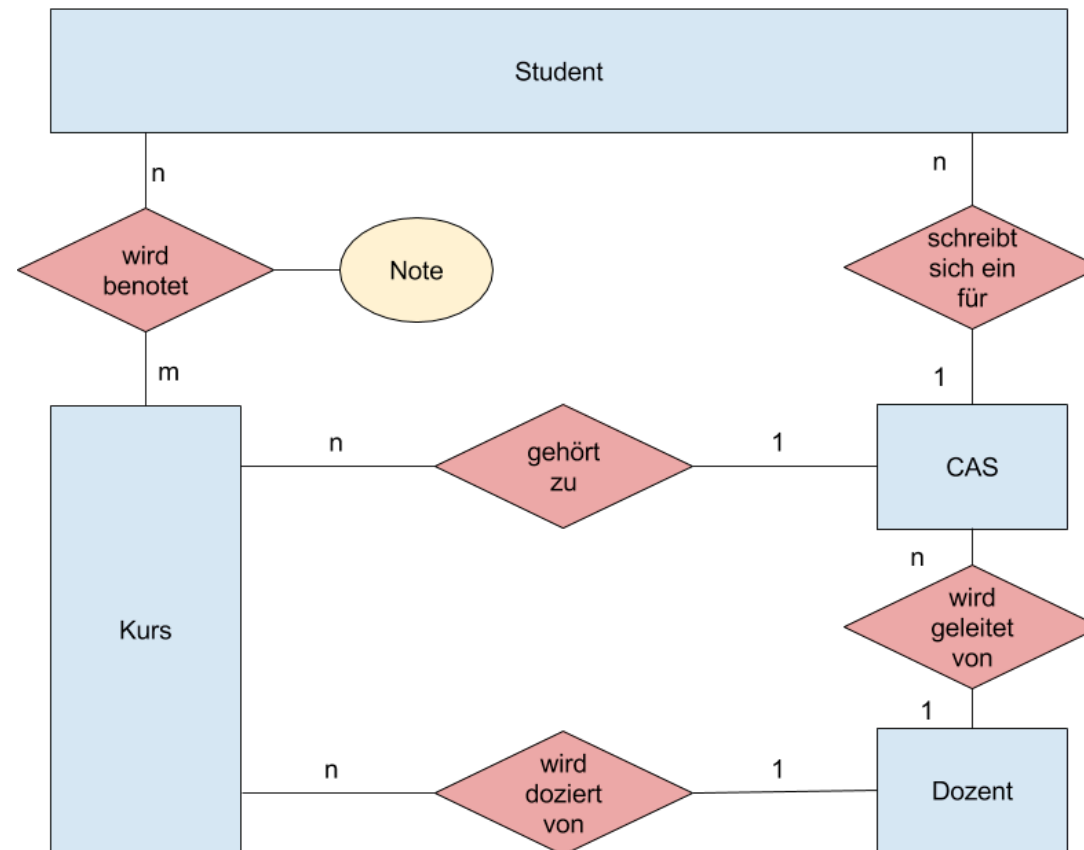 Student
n
n
wird
benotet
Note
schreibt
sich ein
für
m
1
n
gehört
zu
1
CAS
n
Kurs
wird
geleitet
von
1
n
wird
doziert
von
1
Dozent